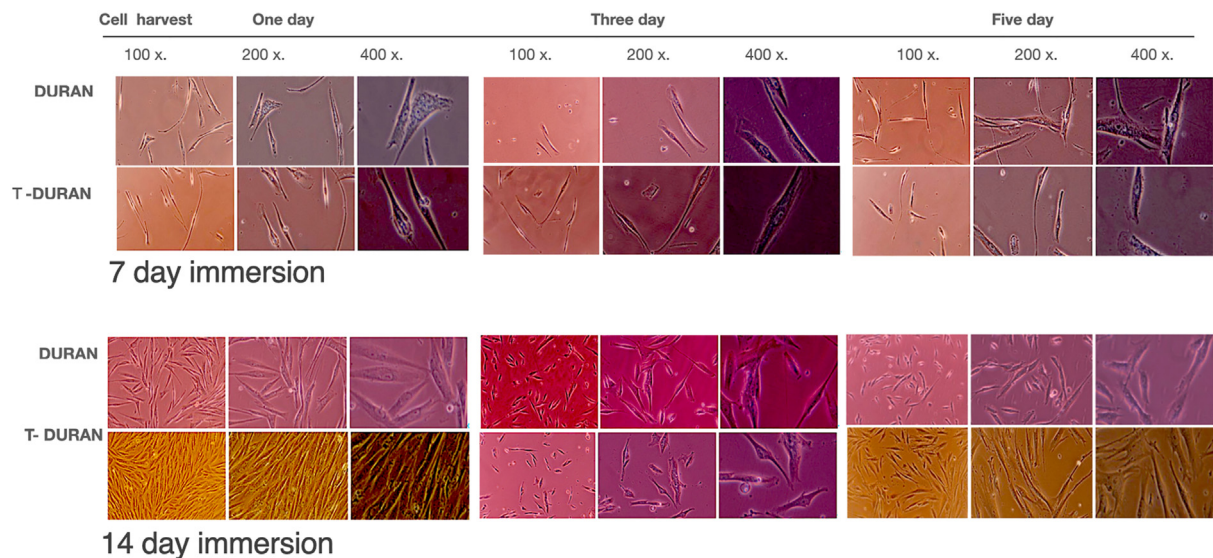 Cell harvest One day Three day Five day
100 x. 200 x. 400 x. 100 x. 200 x. 400 x. 100 x. 200 x. 400 x.
DURAN
T -DURAN
7 day immersion
DURAN
T- DURAN
14 day immersion